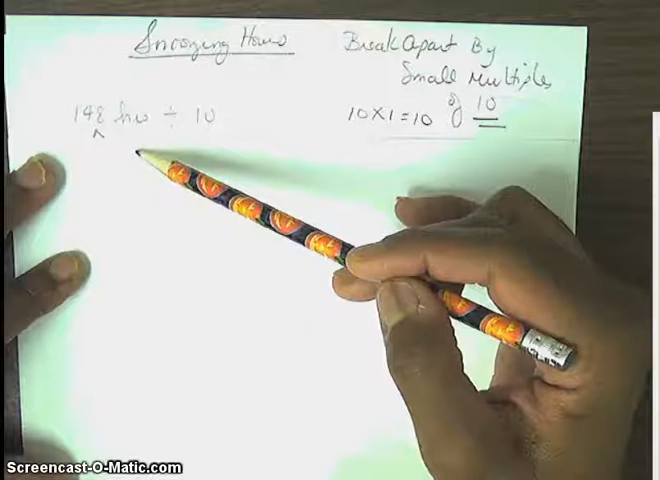 Snoozing Hours
Break Apart By
Small Multiples
of 10
148 hrs ÷ 10
10 X 1 = 10
Screencast-O-Matic.com